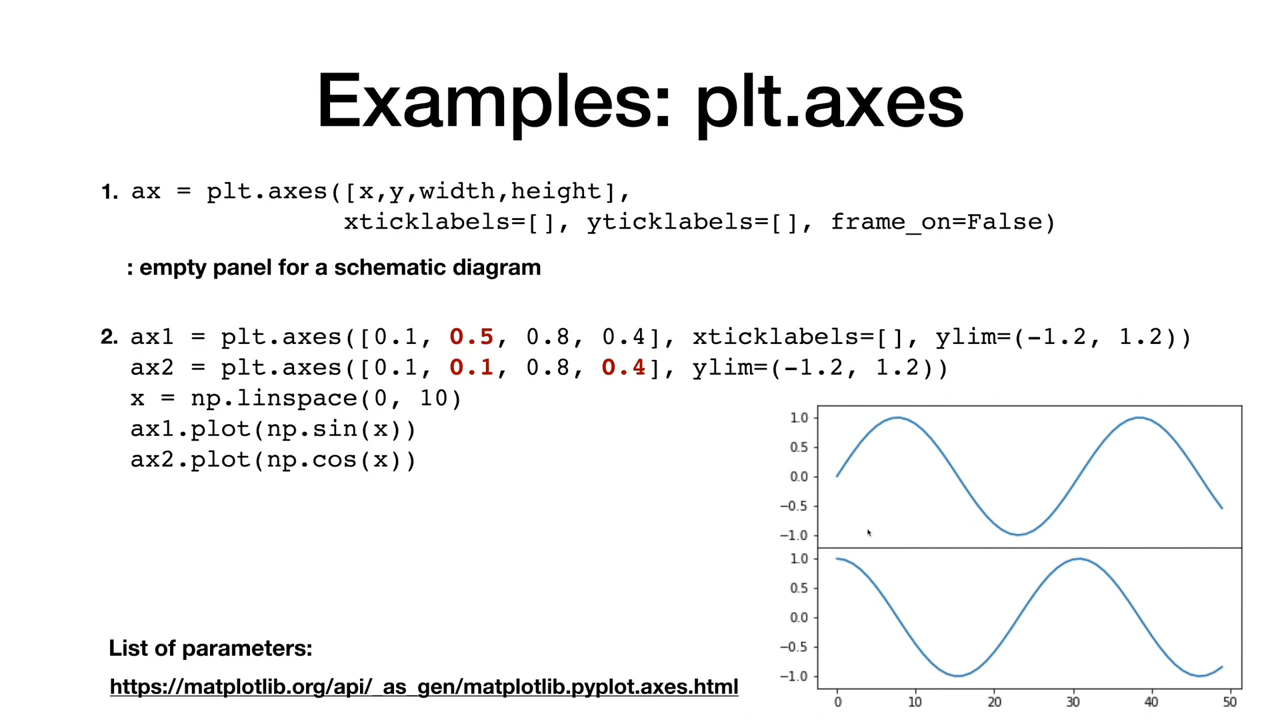 Examples: plt.axes
1. ax = plt.axes([x,y,width,height],
xticklabels=[], yticklabels=[], frame_on=False)
: empty panel for a schematic diagram
2. ax1 = plt.axes([0.1, 0.5, 0.8, 0.4], xticklabels=[], ylim=(-1.2, 1.2))
ax2 = plt.axes([0.1, 0.1, 0.8, 0.4], ylim=(-1.2, 1.2))
x = np.linspace(0, 10)
ax1.plot(np.sin(x))
ax2.plot(np.cos(x))
1.0
0.5
0.0
−0.5
−1.0
1.0
0.5
0.0
−0.5
−1.0
0 10 20 30 40 50
List of parameters:
https://matplotlib.org/api/_as_gen/matplotlib.pyplot.axes.html